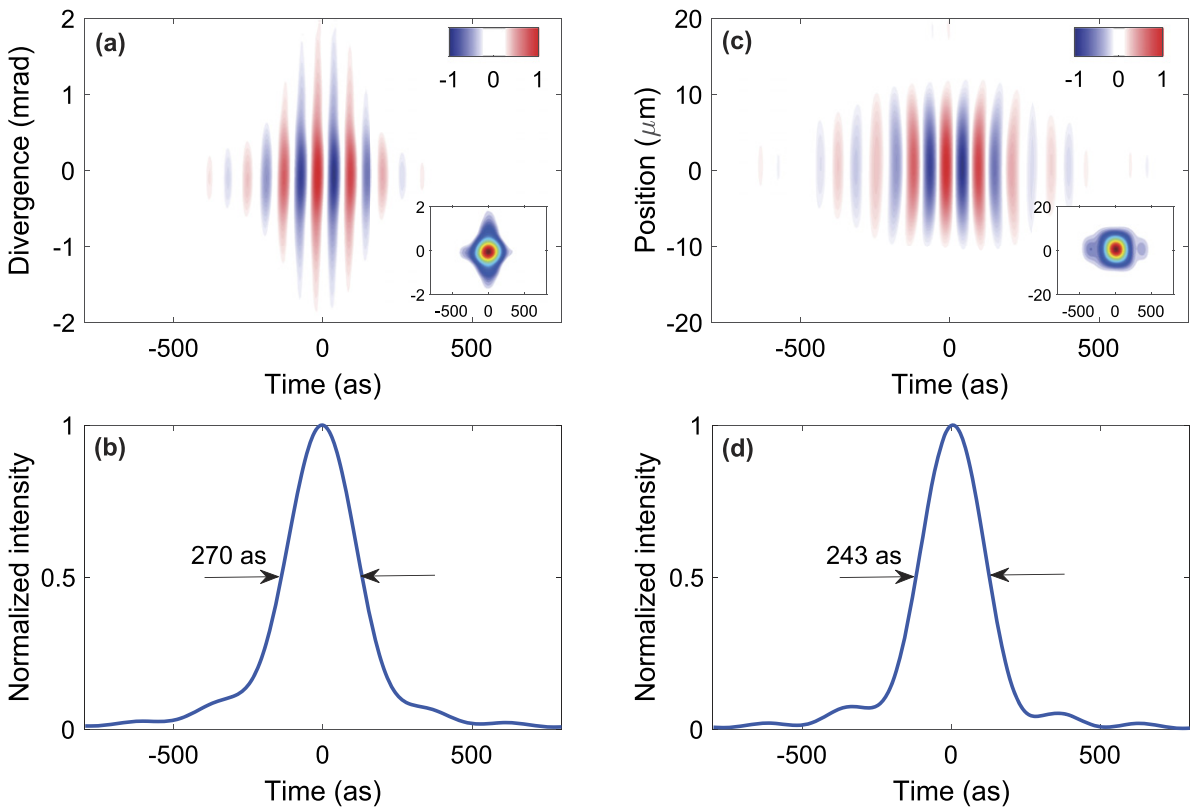 (a)
2
1
0
-1
-2
Divergence (mrad)
-1 0 1
2
0
-2
-500 0 500
-500 0 500
Time (as)
(c)
20
10
0
-10
-20
Position (μm)
-1 0 1
20
0
-20
-500 0 500
-500 0 500
Time (as)
(b)
1
0.5
0
Normalized intensity
270 as
-500 0 500
Time (as)
(d)
1
0.5
0
Normalized intensity
243 as
-500 0 500
Time (as)